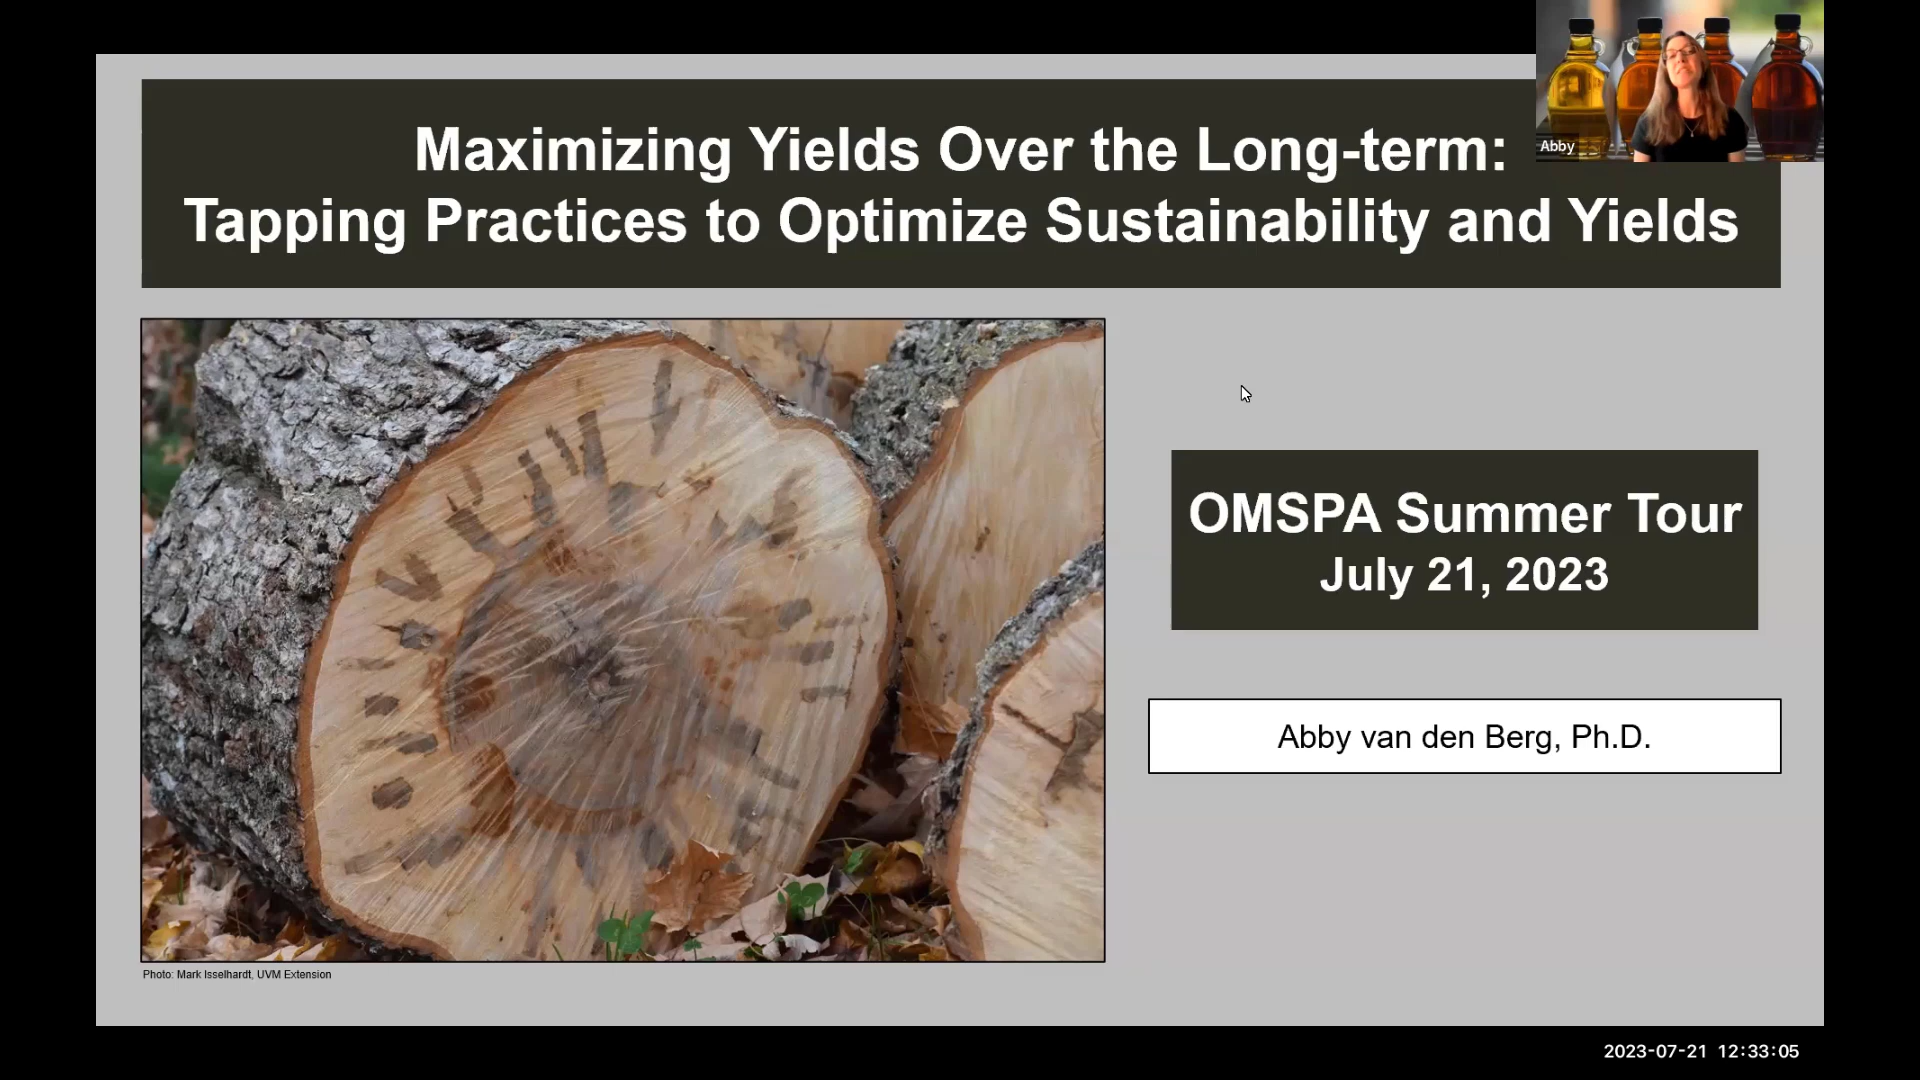 Maximizing Yields Over the Long-term:
Tapping Practices to Optimize Sustainability and Yields
Abby
OMSPA Summer Tour
July 21, 2023
Abby van den Berg, Ph.D.
Photo: Mark Isselhardt, UVM Extension
2023-07-21 12:33:05